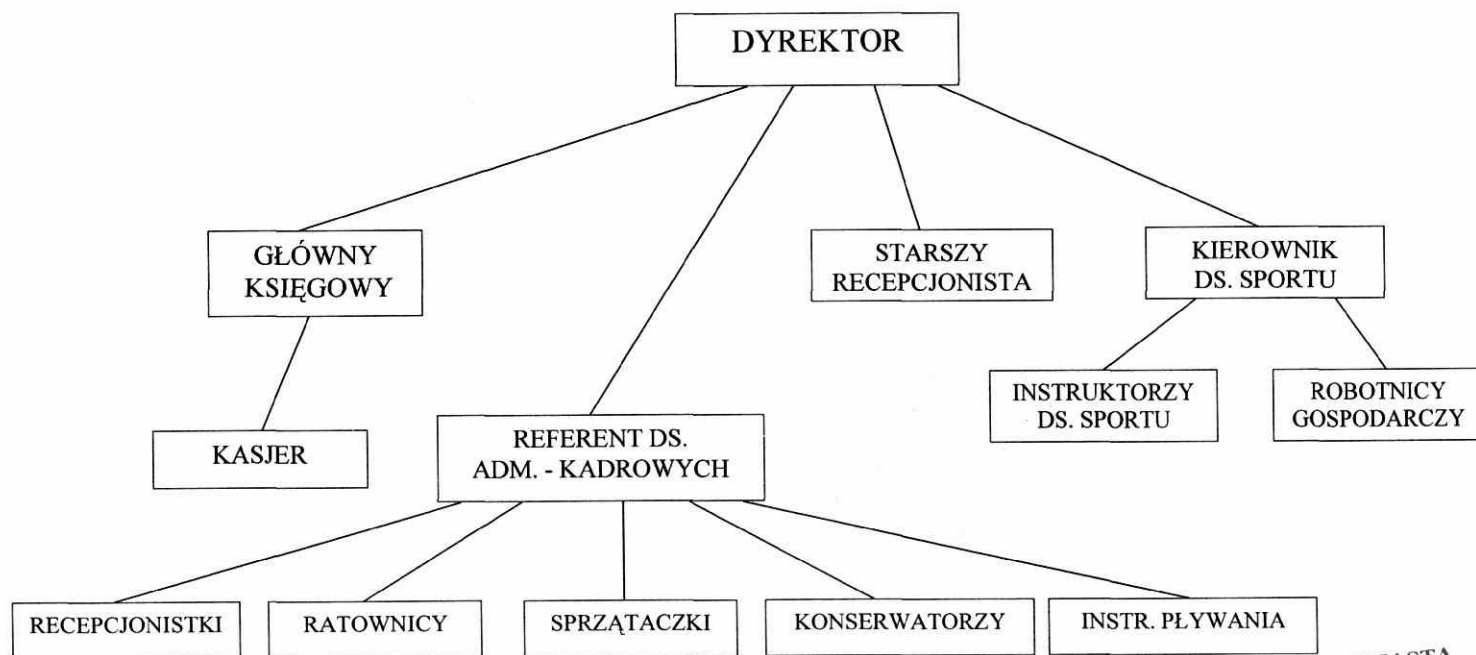 DYREKTOR
GŁÓWNY
KSIĘGOWY
STARSZY
RECEPCJONISTA
KIEROWNIK
DS. SPORTU
INSTRUKTORZY
DS. SPORTU
ROBOTNICY
GOSPODARCZY
KASJER
REFERENT DS.
ADM. - KADROWYCH
RECEPCJONISTKI
RATOWNICY
SPRZĄTACZKI
KONSERWATORZY
INSTR. PŁYWANIA